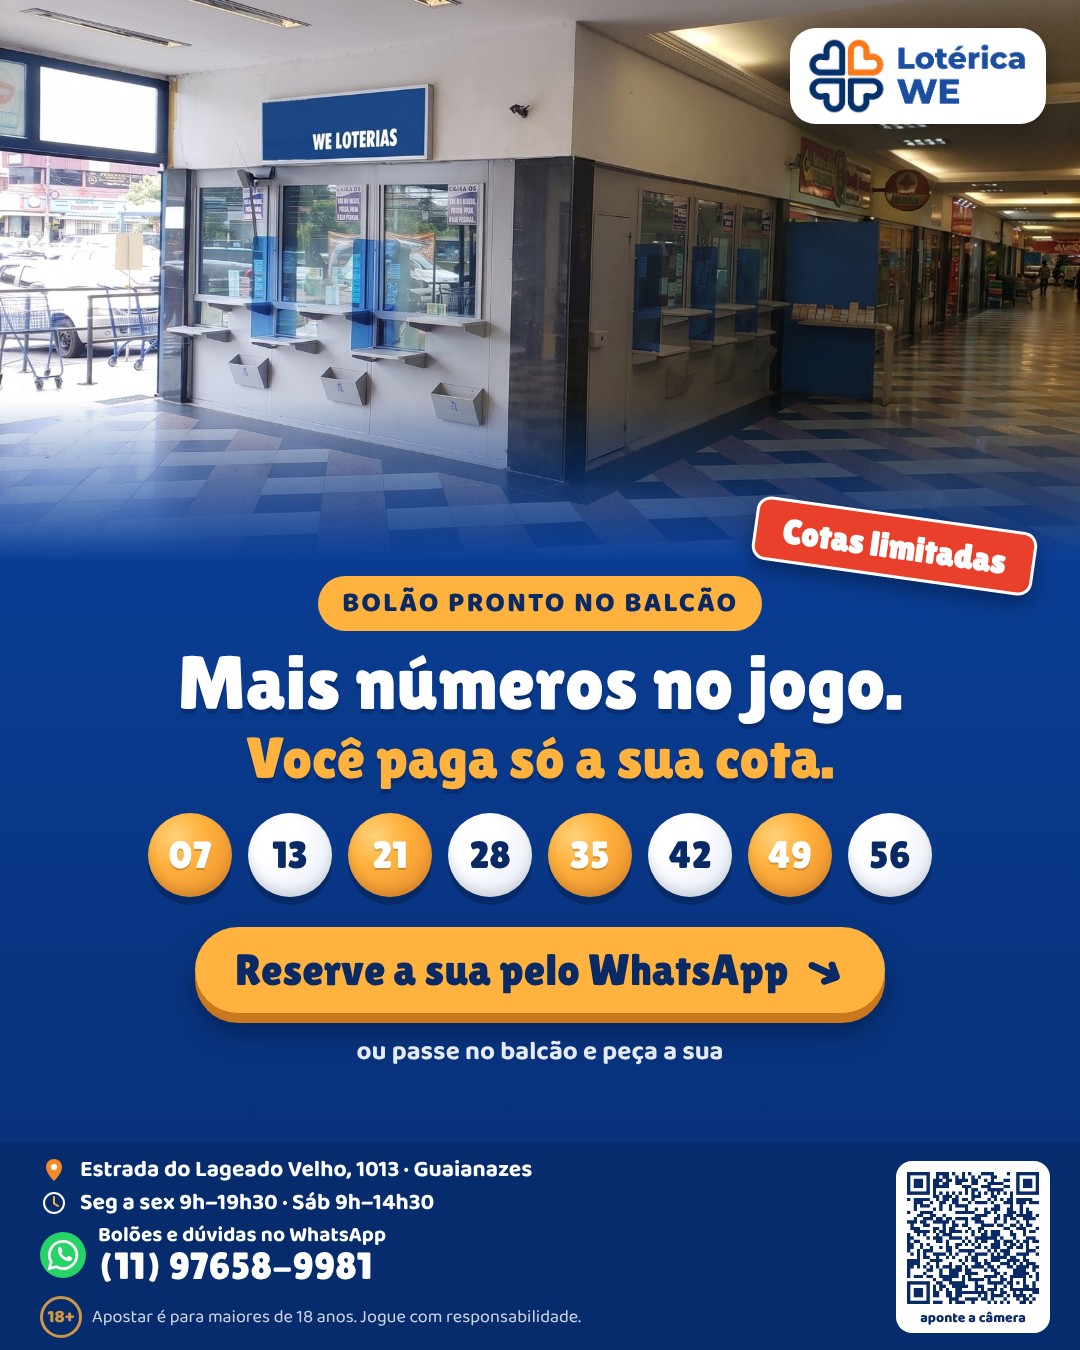 Lotérica
WE
WE LOTERIAS
Cotas limitadas
BOLÃO PRONTO NO BALCÃO
Mais números no jogo.
Você paga só a sua cota.
07 13 21 28 35 42 49 56
Reserve a sua pelo WhatsApp
ou passe no balcão e peça a sua
Estrada do Lageado Velho, 1013 · Guaianazes
Seg a sex 9h–19h30 · Sáb 9h–14h30
Bolões e dúvidas no WhatsApp
(11) 97658-9981
18+ Apostar é para maiores de 18 anos. Jogue com responsabilidade.
aponte a câmera